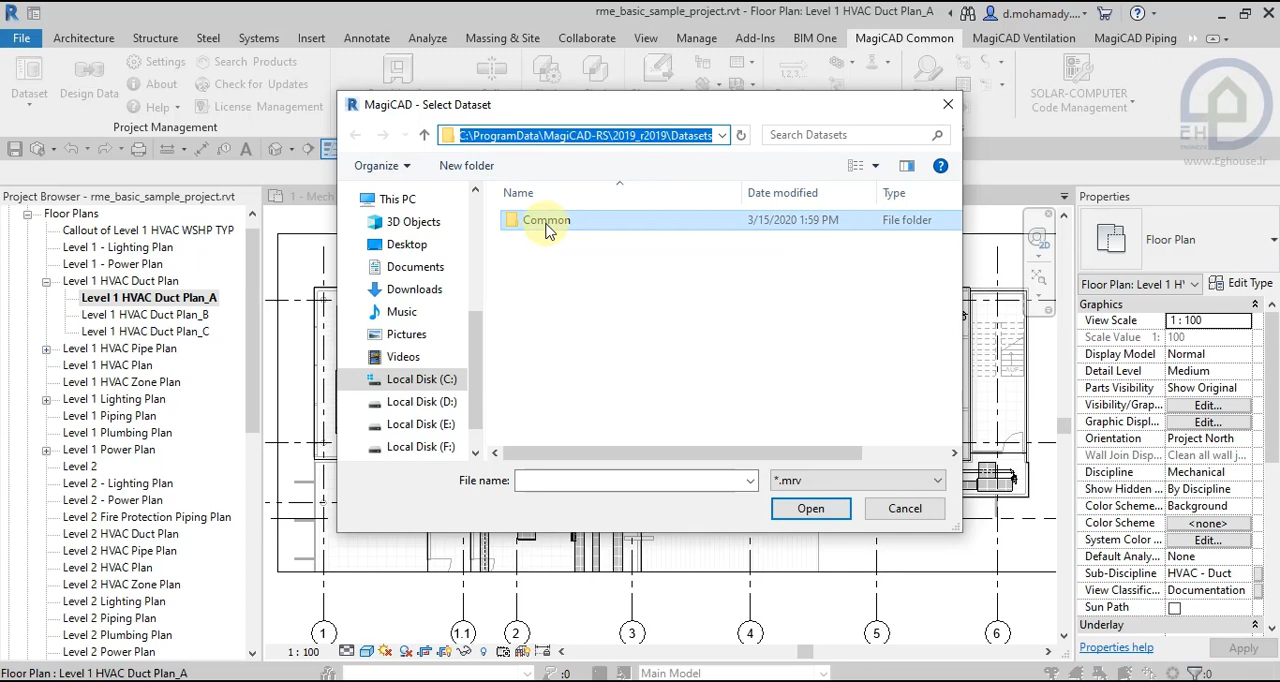 rme_basic_sample_project.rvt - Floor Plan: Level 1 HVAC Duct Plan_A
d.mohamady....
File Architecture Structure Steel Systems Insert Annotate Analyze Massing & Site Collaborate View Manage Add-Ins BIM One MagiCAD Common MagiCAD Ventilation MagiCAD Piping
Dataset
Design Data
Settings
About
Help
Search Products
Check for Updates
License Management
Project Management
1,2,3...
SOLAR-COMPUTER
Code Management
EH
www.Eghouse.ir
Project Browser - rme_basic_sample_project.rvt
Floor Plans
Callout of Level 1 HVAC WSHP TYP
Level 1 - Lighting Plan
Level 1 - Power Plan
Level 1 HVAC Duct Plan
Level 1 HVAC Duct Plan_A
Level 1 HVAC Duct Plan_B
Level 1 HVAC Duct Plan_C
Level 1 HVAC Pipe Plan
Level 1 HVAC Plan
Level 1 HVAC Zone Plan
Level 1 Lighting Plan
Level 1 Piping Plan
Level 1 Plumbing Plan
Level 1 Power Plan
Level 2
Level 2 - Lighting Plan
Level 2 - Power Plan
Level 2 Fire Protection Piping Plan
Level 2 HVAC Duct Plan
Level 2 HVAC Pipe Plan
Level 2 HVAC Plan
Level 2 HVAC Zone Plan
Level 2 Lighting Plan
Level 2 Piping Plan
Level 2 Plumbing Plan
Level 2 Power Plan
1 - Mech
MagiCAD - Select Dataset
C:\ProgramData\MagiCAD-RS\2019_r2019\Datasets
Search Datasets
Organize
New folder
This PC
3D Objects
Desktop
Documents
Downloads
Music
Pictures
Videos
Local Disk (C:)
Local Disk (D:)
Local Disk (E:)
Local Disk (F:)
Name Date modified Type
Common 3/15/2020 1:59 PM File folder
File name:
*.mrv
Open
Cancel
2D
1 1.1 2 3 4 5 6
Properties
Floor Plan
Floor Plan: Level 1 H'
Edit Type
Graphics
View Scale 1 : 100
Scale Value 1: 100
Display Model Normal
Detail Level Medium
Parts Visibility Show Original
Visibility/Grap... Edit...
Graphic Displ... Edit...
Orientation Project North
Wall Join Disp... Clean all wall j...
Discipline Mechanical
Show Hidden ... By Discipline
Color Scheme... Background
Color Scheme <none>
System Color ... Edit...
Default Analy... None
Sub-Discipline HVAC - Duct
View Classific... Documentation
Sun Path
Underlay
Properties help
Apply
1 : 100
Floor Plan : Level 1 HVAC Duct Plan_A
:0
Main Model
:0